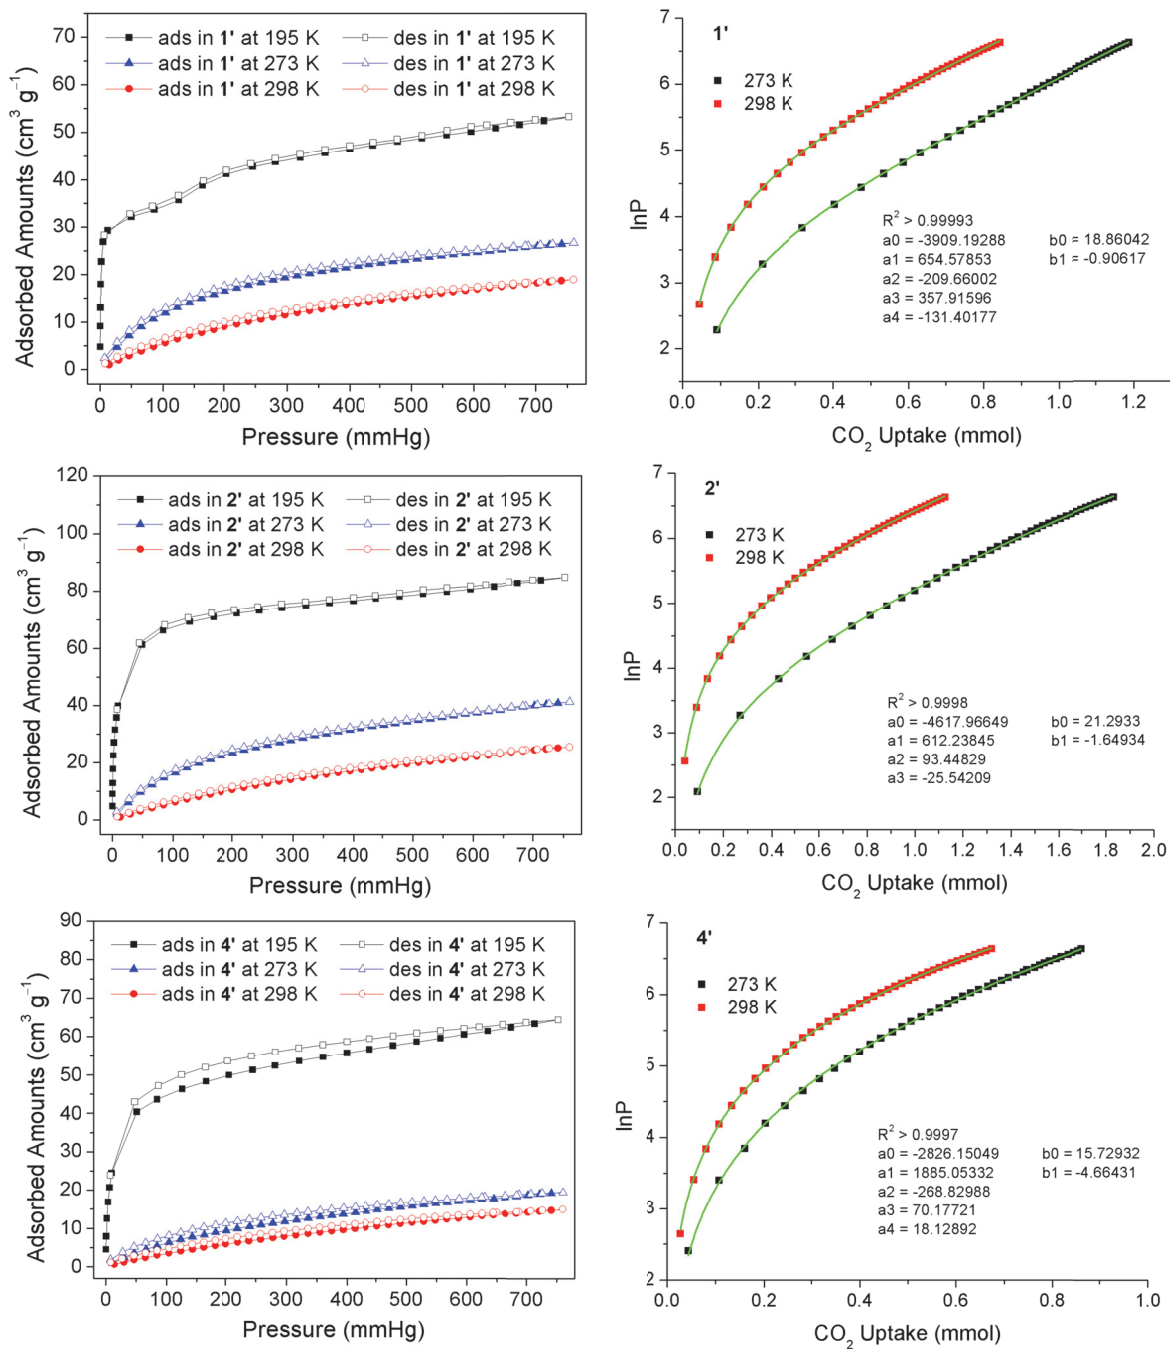 ads in 1' at 195 K des in 1' at 195 K
ads in 1' at 273 K des in 1' at 273 K
ads in 1' at 298 K des in 1' at 298 K
70
60
50
40
30
20
10
0
Adsorbed Amounts (cm³ g⁻¹)
0 100 200 300 400 500 600 700
Pressure (mmHg)
1'
273 K
298 K
7
6
5
4
3
2
lnP
R² > 0.99993
a0 = -3909.19288 b0 = 18.86042
a1 = 654.57853 b1 = -0.90617
a2 = -209.66002
a3 = 357.91596
a4 = -131.40177
0.0 0.2 0.4 0.6 0.8 1.0 1.2
CO₂ Uptake (mmol)
ads in 2' at 195 K des in 2' at 195 K
ads in 2' at 273 K des in 2' at 273 K
ads in 2' at 298 K des in 2' at 298 K
120
100
80
60
40
20
0
Adsorbed Amounts (cm³ g⁻¹)
0 100 200 300 400 500 600 700
Pressure (mmHg)
2'
273 K
298 K
7
6
5
4
3
2
lnP
R² > 0.9998
a0 = -4617.96649 b0 = 21.2933
a1 = 612.23845 b1 = -1.64934
a2 = 93.44829
a3 = -25.54209
0.0 0.2 0.4 0.6 0.8 1.0 1.2 1.4 1.6 1.8 2.0
CO₂ Uptake (mmol)
ads in 4' at 195 K des in 4' at 195 K
ads in 4' at 273 K des in 4' at 273 K
ads in 4' at 298 K des in 4' at 298 K
90
80
70
60
50
40
30
20
10
0
Adsorbed Amounts (cm³ g⁻¹)
0 100 200 300 400 500 600 700
Pressure (mmHg)
4'
273 K
298 K
7
6
5
4
3
2
lnP
R² > 0.9997
a0 = -2826.15049 b0 = 15.72932
a1 = 1885.05332 b1 = -4.66431
a2 = -268.82988
a3 = 70.17721
a4 = 18.12892
0.0 0.2 0.4 0.6 0.8 1.0
CO₂ Uptake (mmol)